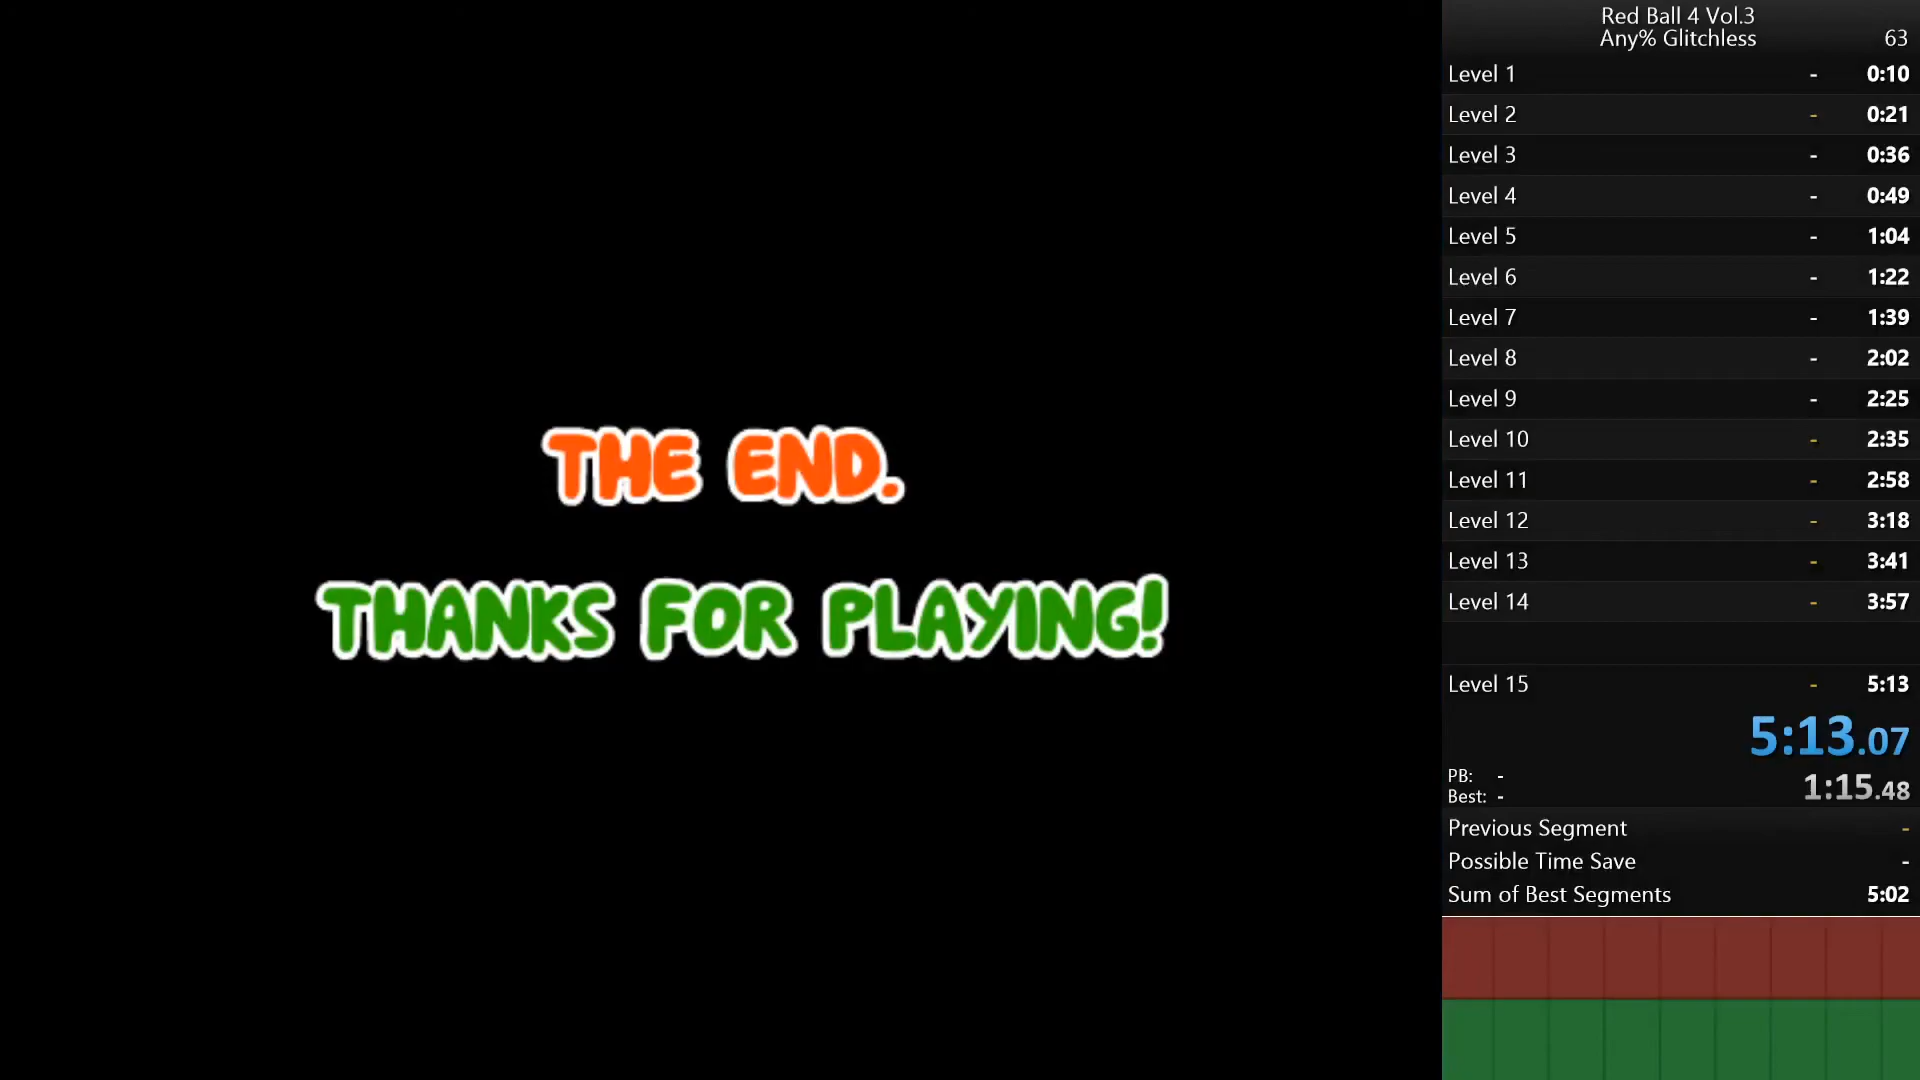 THE END.
THANKS FOR PLAYING!
Red Ball 4 Vol.3
Any% Glitchless 63
Level 1 - 0:10
Level 2 - 0:21
Level 3 - 0:36
Level 4 - 0:49
Level 5 - 1:04
Level 6 - 1:22
Level 7 - 1:39
Level 8 - 2:02
Level 9 - 2:25
Level 10 - 2:35
Level 11 - 2:58
Level 12 - 3:18
Level 13 - 3:41
Level 14 - 3:57
Level 15 - 5:13
5:13.07
PB: -
Best: -
1:15.48
Previous Segment -
Possible Time Save -
Sum of Best Segments 5:02